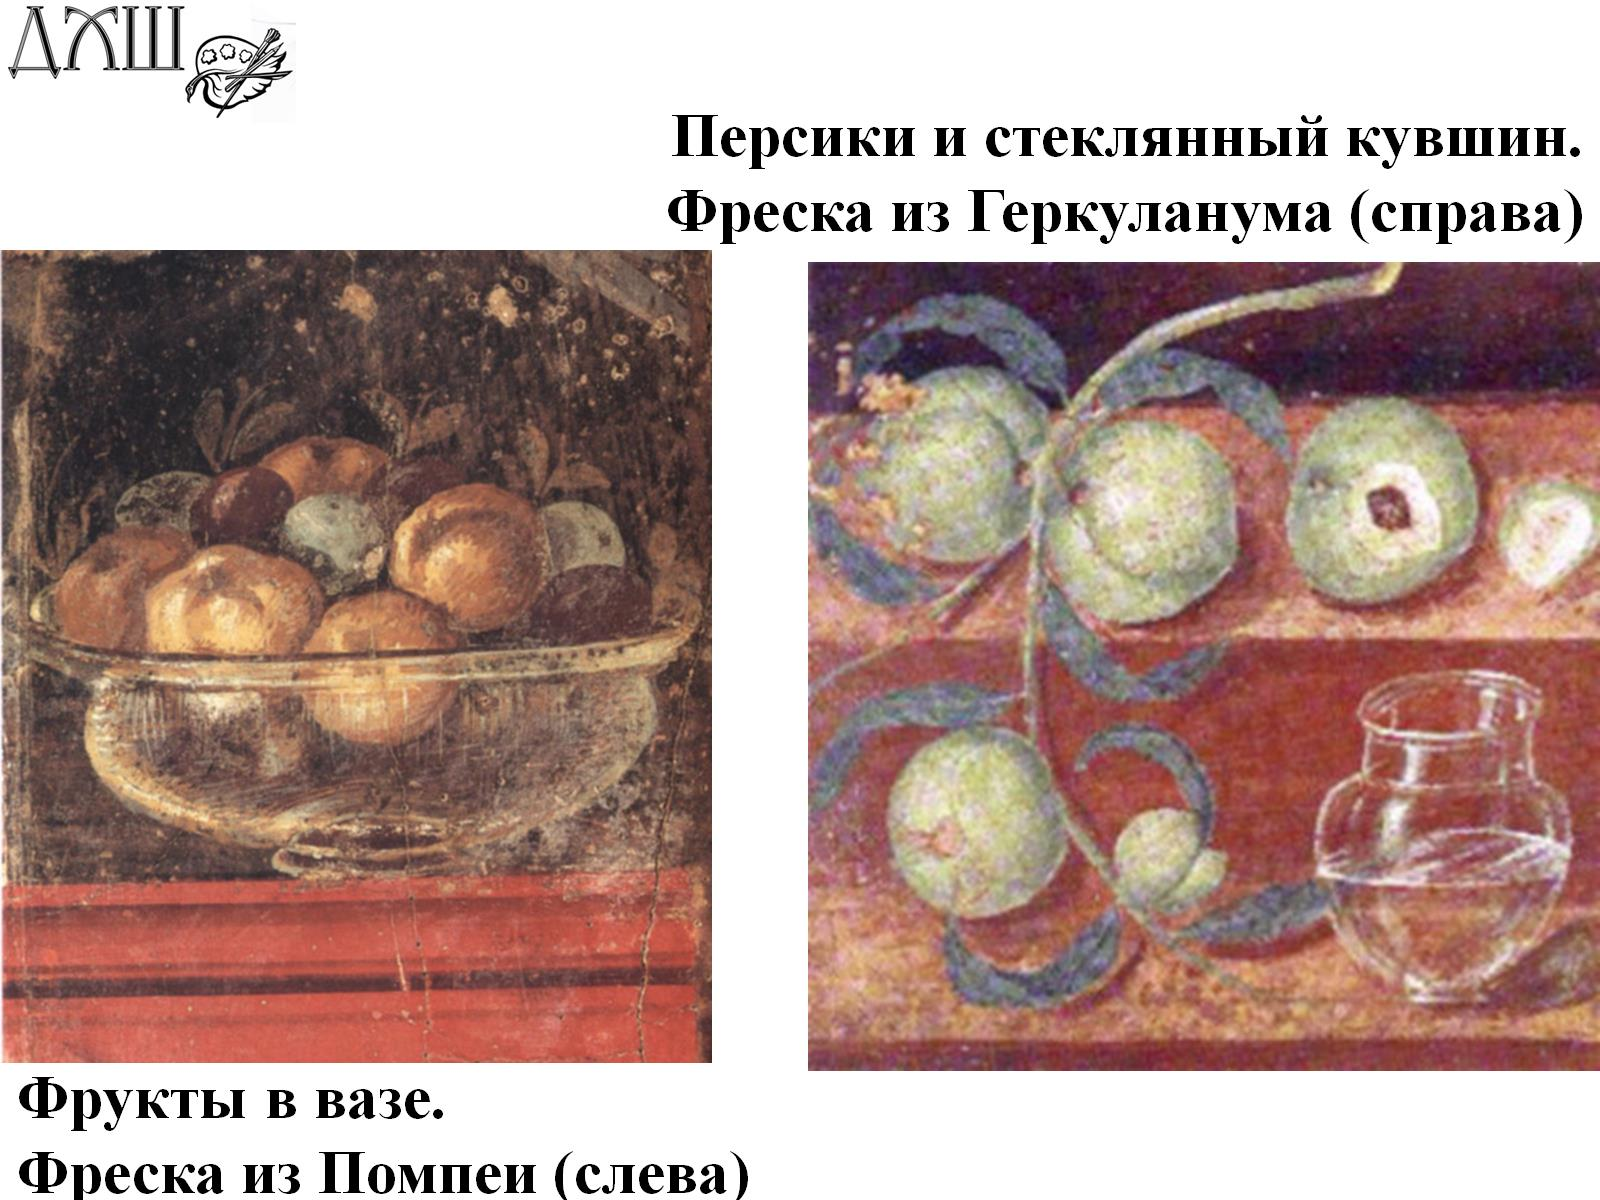 ДХШ
Персики и стеклянный кувшин.
Фреска из Геркуланума (справа)
Фрукты в вазе.
Фреска из Помпеи (слева)